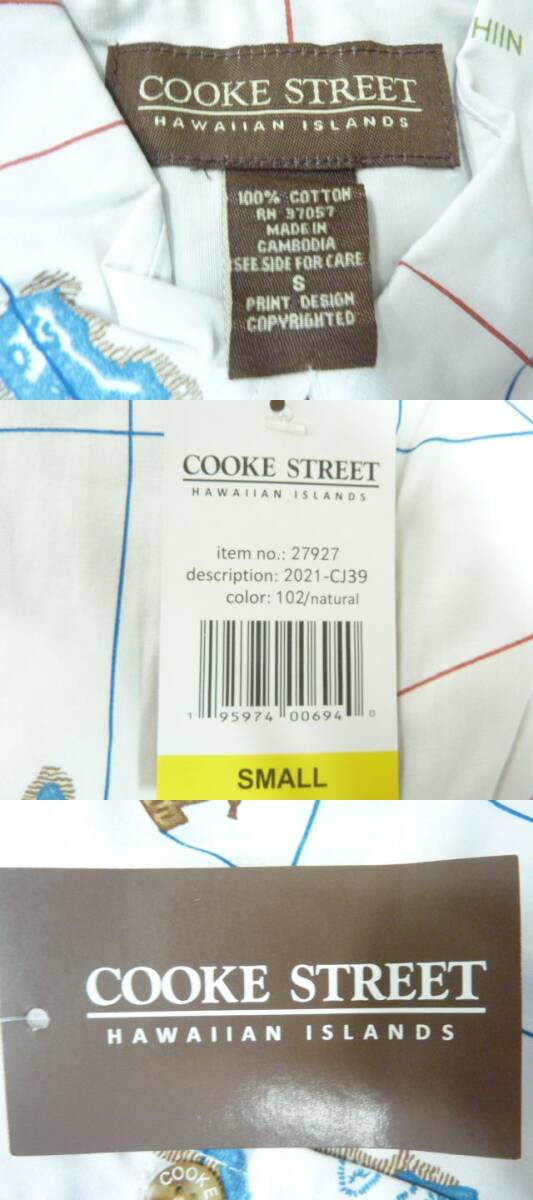 HIIN
COOKE STREET
HAWAIIAN ISLANDS
100% COTTON
RN 37057
MADE IN
CAMBODIA
SEE SIDE FOR CARE
S
PRINT DESIGN
COPYRIGHTED
COOKE STREET
HAWAIIAN ISLANDS
item no.: 27927
description: 2021-CJ39
color: 102/natural
1 95974 00694 0
SMALL
COOKE STREET
HAWAIIAN ISLANDS
COOKE